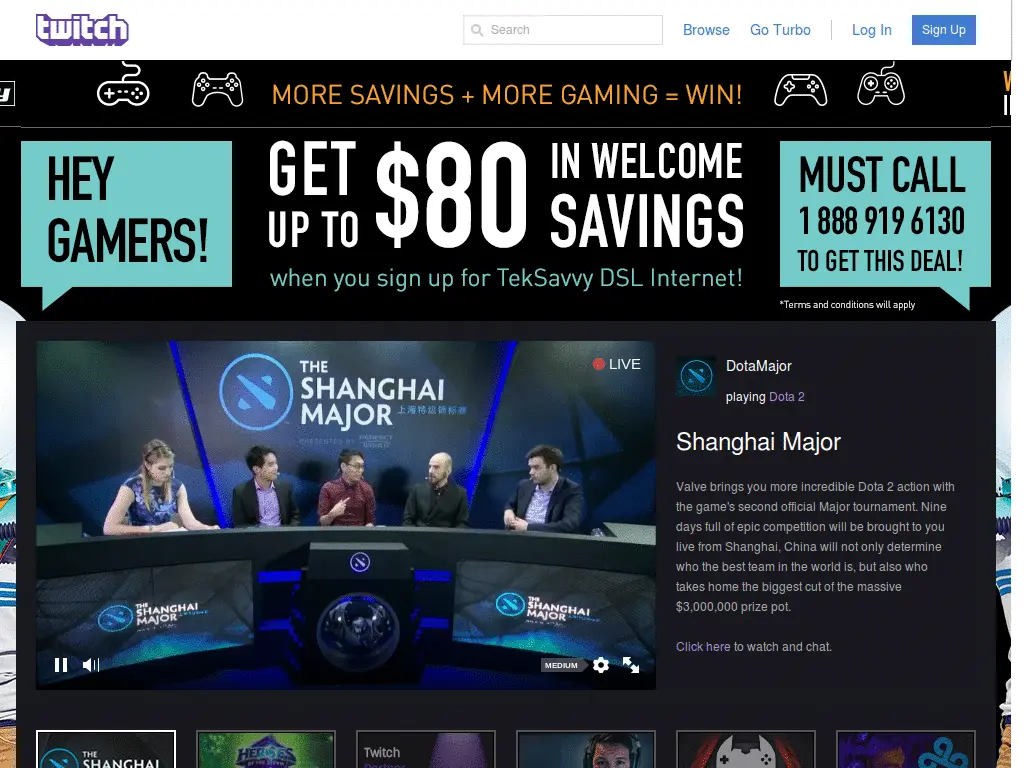 twitch
Search
Browse
Go Turbo
Log In
Sign Up
MORE SAVINGS + MORE GAMING = WIN!
HEY
GAMERS!
GET
UP TO
$80
IN WELCOME
SAVINGS
when you sign up for TekSavvy DSL Internet!
MUST CALL
1 888 919 6130
TO GET THIS DEAL!
*Terms and conditions will apply
THE
SHANGHAI
MAJOR
上海特级锦标赛
PRESENTED BY PERFECT WORLD
LIVE
THE
SHANGHAI
MAJOR
THE
SHANGHAI
MAJOR
MEDIUM
DotaMajor
playing Dota 2
Shanghai Major
Valve brings you more incredible Dota 2 action with
the game's second official Major tournament. Nine
days full of epic competition will be brought to you
live from Shanghai, China will not only determine
who the best team in the world is, but also who
takes home the biggest cut of the massive
$3,000,000 prize pot.
Click here to watch and chat.
THE
SHANGHAI
HEROES
Twitch